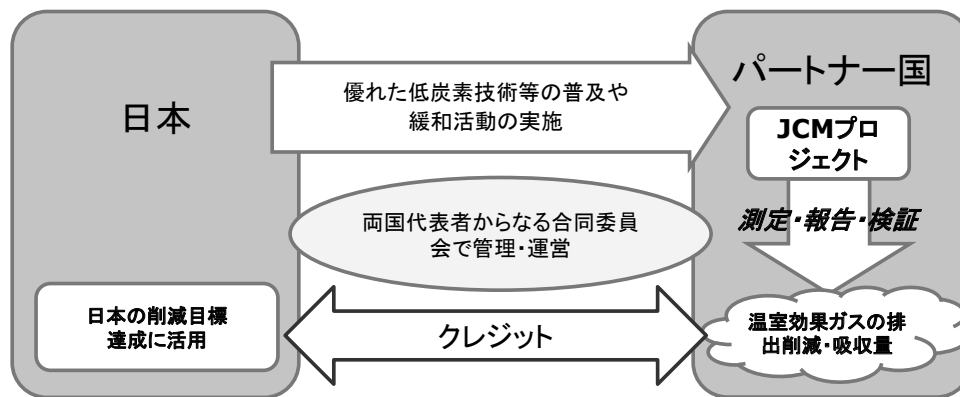 日本
優れた低炭素技術等の普及や
緩和活動の実施
パートナー国
JCMプロ
ジェクト
測定・報告・検証
両国代表者からなる合同委員
会で管理・運営
日本の削減目標
達成に活用
クレジット
温室効果ガスの排
出削減・吸収量